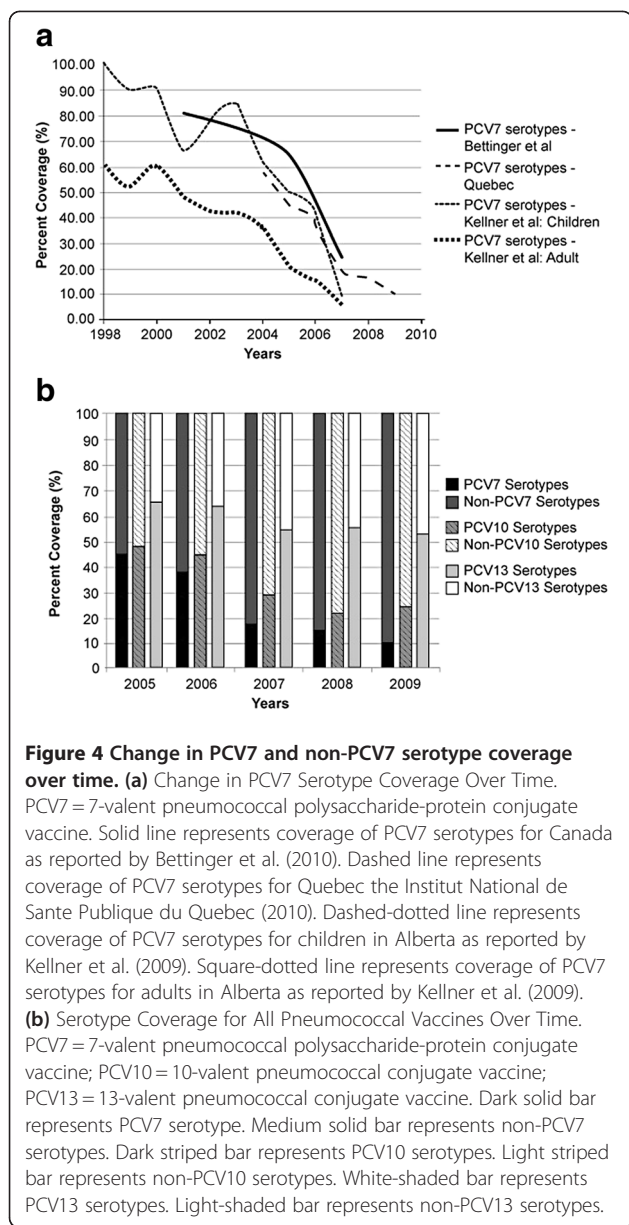 a
100.00
90.00
80.00
70.00
60.00
50.00
40.00
30.00
20.00
10.00
0.00
Percent Coverage (%)
1998 2000 2002 2004 2006 2008 2010
Years
PCV7 serotypes -
Bettinger et al
PCV7 serotypes -
Quebec
PCV7 serotypes -
Kellner et al: Children
PCV7 serotypes -
Kellner et al: Adult
b
100
90
80
70
60
50
40
30
20
10
0
Percent Coverage (%)
2005 2006 2007 2008 2009
Years
PCV7 Serotypes
Non-PCV7 Serotypes
PCV10 Serotypes
Non-PCV10 Serotypes
PCV13 Serotypes
Non-PCV13 Serotypes
Figure 4 Change in PCV7 and non-PCV7 serotype coverage
over time. (a) Change in PCV7 Serotype Coverage Over Time.
PCV7 = 7-valent pneumococcal polysaccharide-protein conjugate
vaccine. Solid line represents coverage of PCV7 serotypes for Canada
as reported by Bettinger et al. (2010). Dashed line represents
coverage of PCV7 serotypes for Quebec the Institut National de
Sante Publique du Quebec (2010). Dashed-dotted line represents
coverage of PCV7 serotypes for children in Alberta as reported by
Kellner et al. (2009). Square-dotted line represents coverage of PCV7
serotypes for adults in Alberta as reported by Kellner et al. (2009).
(b) Serotype Coverage for All Pneumococcal Vaccines Over Time.
PCV7 = 7-valent pneumococcal polysaccharide-protein conjugate
vaccine; PCV10 = 10-valent pneumococcal conjugate vaccine;
PCV13 = 13-valent pneumococcal conjugate vaccine. Dark solid bar
represents PCV7 serotype. Medium solid bar represents non-PCV7
serotypes. Dark striped bar represents PCV10 serotypes. Light striped
bar represents non-PCV10 serotypes. White-shaded bar represents
PCV13 serotypes. Light-shaded bar represents non-PCV13 serotypes.